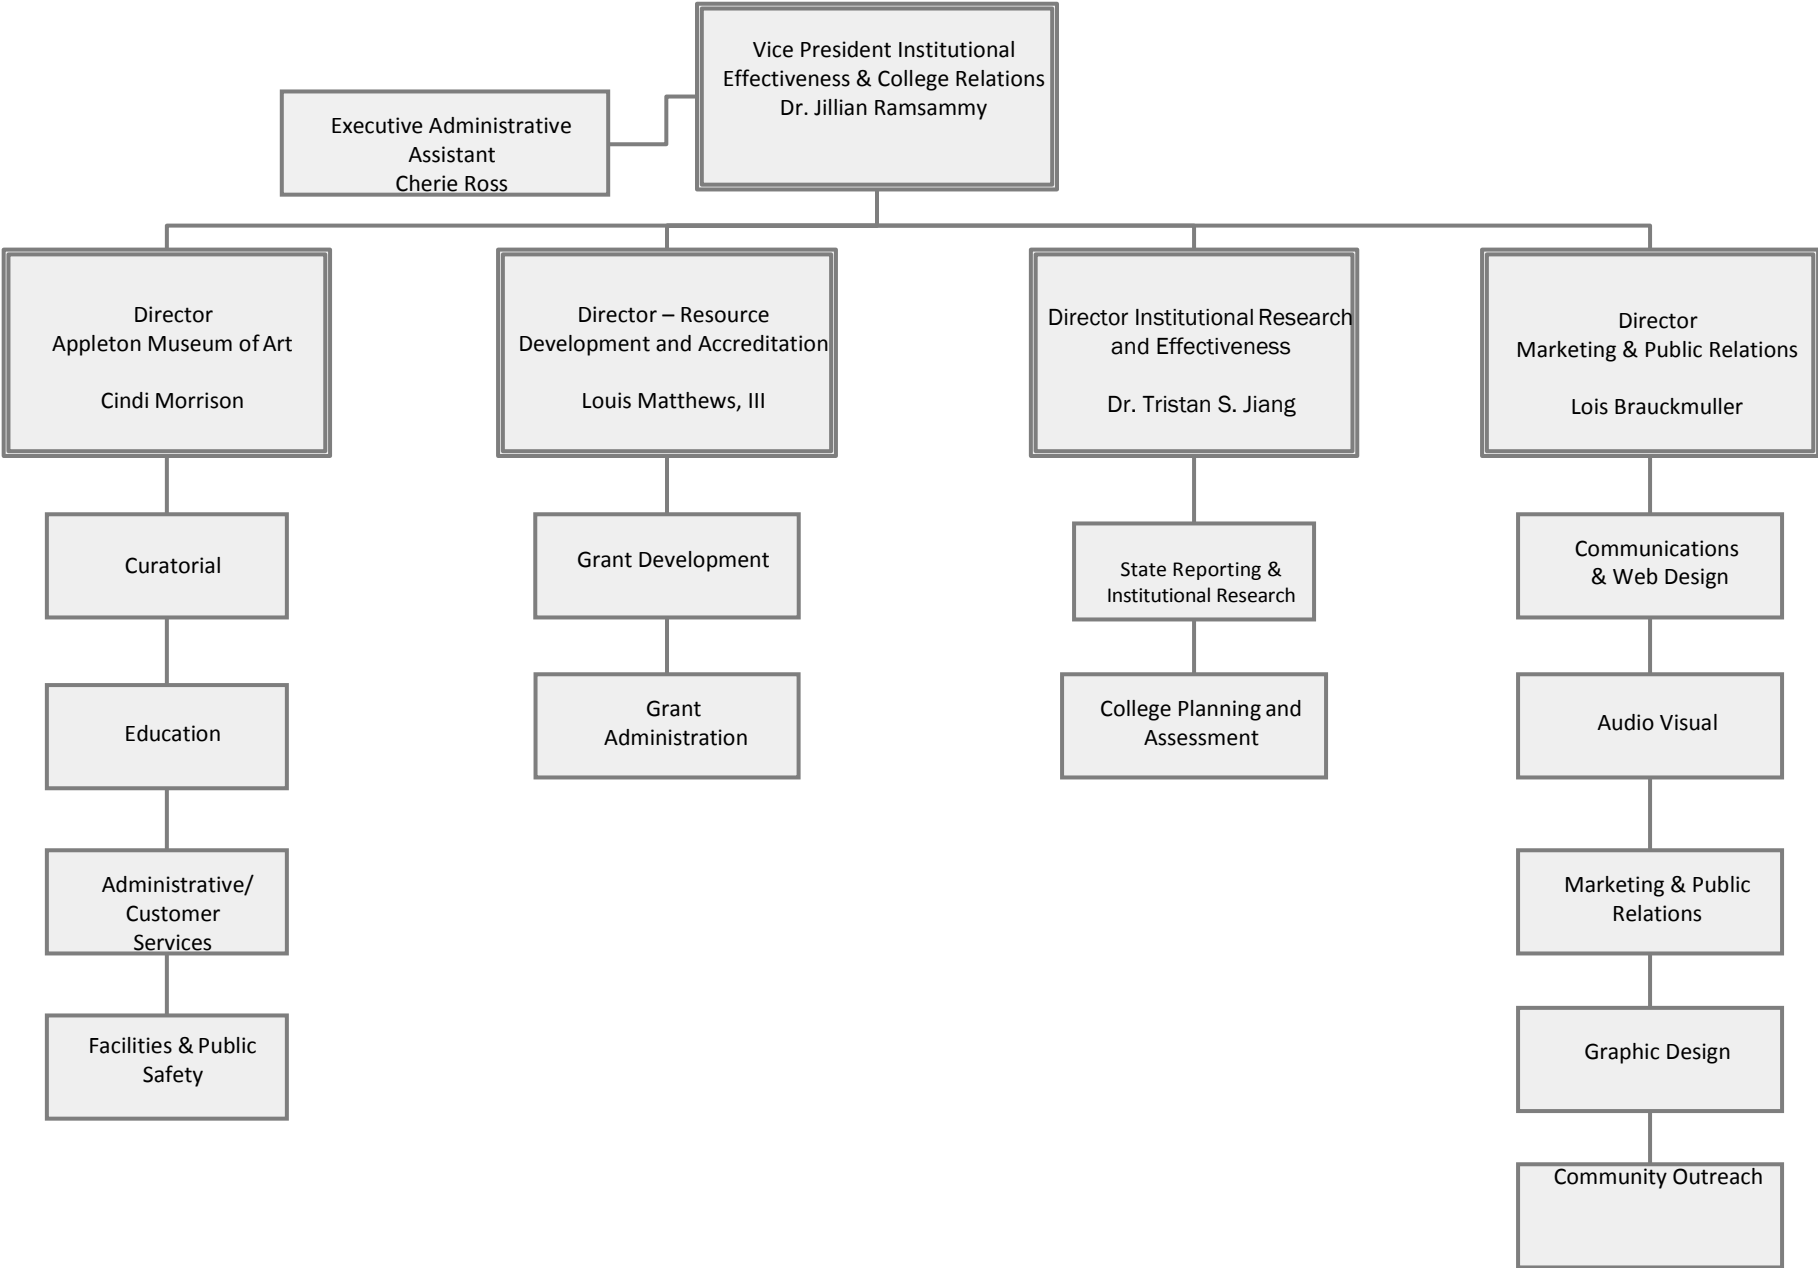 Vice President Institutional
Effectiveness & College Relations
Dr. Jillian Ramsammy
Executive Administrative
Assistant
Cherie Ross
Director
Appleton Museum of Art
Cindi Morrison
Director – Resource
Development and Accreditation
Louis Matthews, III
Director Institutional Research
and Effectiveness
Dr. Tristan S. Jiang
Director
Marketing & Public Relations
Lois Brauckmuller
Curatorial
Education
Administrative/
Customer
Services
Facilities & Public
Safety
Grant Development
Grant
Administration
State Reporting &
Institutional Research
College Planning and
Assessment
Communications
& Web Design
Audio Visual
Marketing & Public
Relations
Graphic Design
Community Outreach